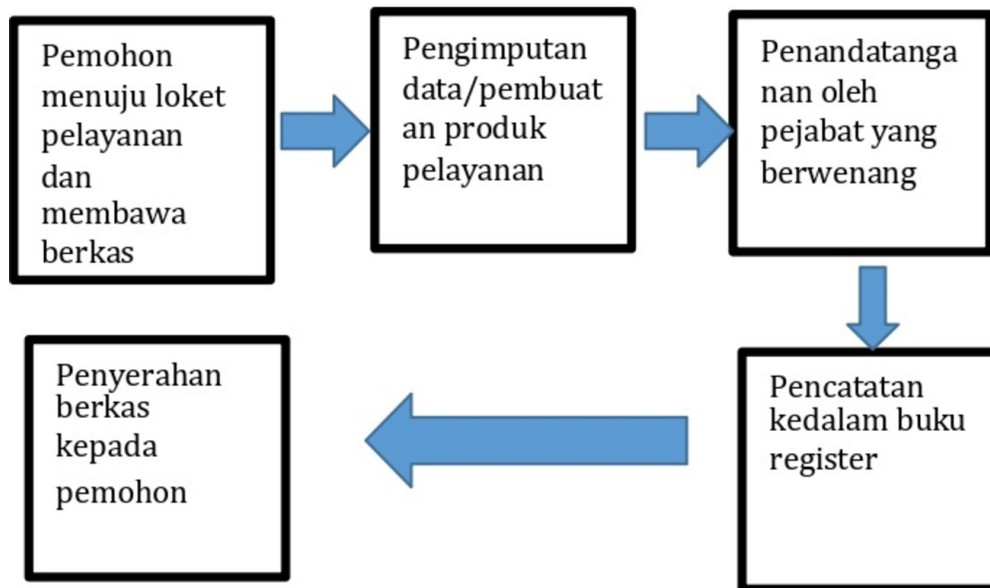 Pemohon
menuju loket
pelayanan
dan
membawa
berkas
Pengimputan
data/pembuat
an produk
pelayanan
Penandatanga
nan oleh
pejabat yang
berwenang
Pencatatan
kedalam buku
register
Penyerahan
berkas
kepada
pemohon